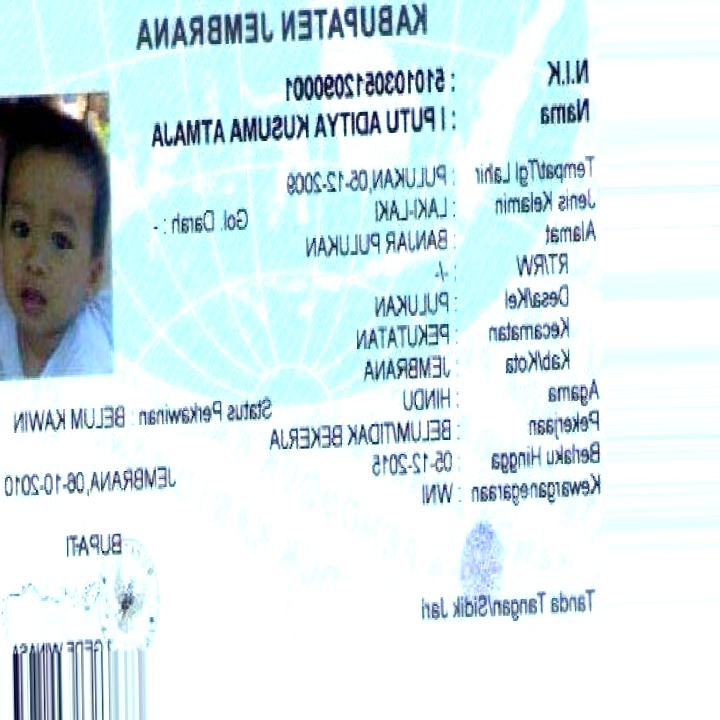 KABUPATEN JEMBRANA
N.I.K : 5101030512090001
Nama : I PUTU ADITYA KUSUMA ATMAJA
Tempat/Tgl Lahir : PULUKAN,05-12-2009
Jenis Kelamin : LAKI-LAKI Gol. Darah : -
Alamat : BANJAR PULUKAN
RT/RW : -/-
Desa/Kel : PULUKAN
Kecamatan : PEKUTATAN
Kab/Kota : JEMBRANA
Agama : HINDU
Status Perkawinan : BELUM KAWIN
Pekerjaan : BELUM/TIDAK BEKERJA
Berlaku Hingga : 05-12-2015
Kewarganegaraan : WNI
JEMBRANA,06-10-2010
BUPATI
Tanda Tangan/Sidik Jari
I GEDE WINASA